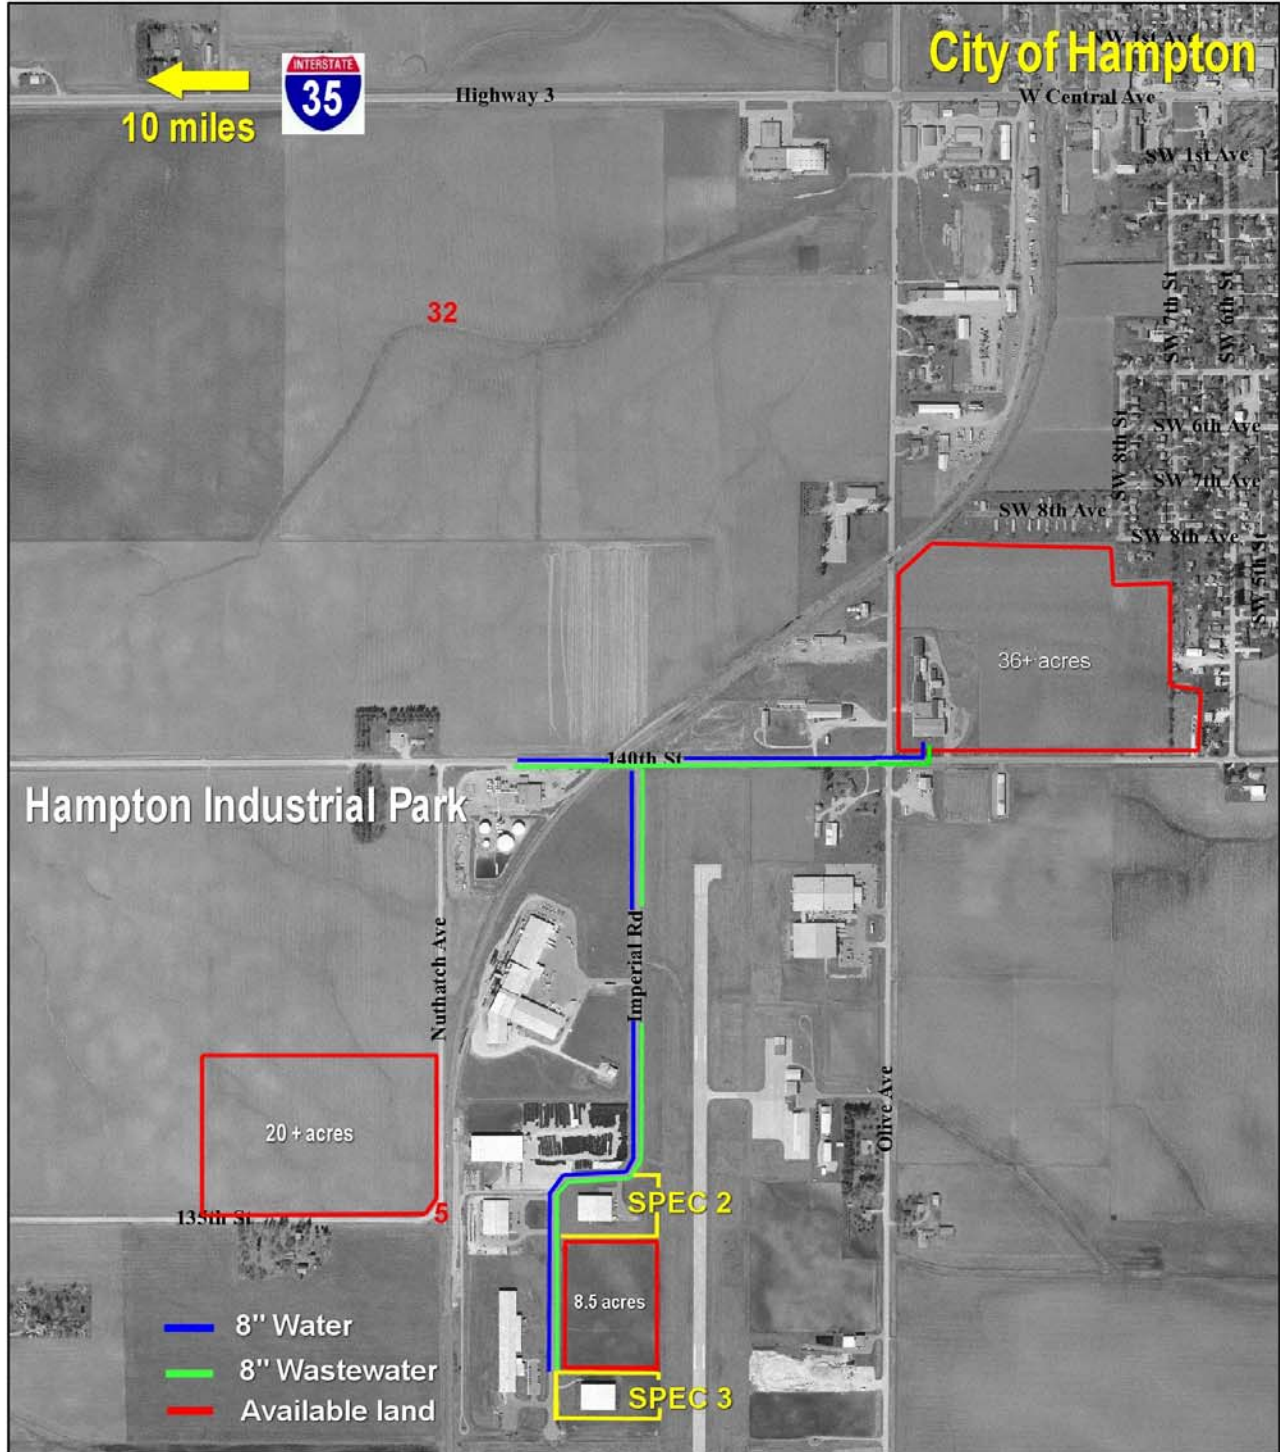 SW 1st Ave
City of Hampton
INTERSTATE
35
10 miles
Highway 3
W Central Ave
SW 1st Ave
32
SW 7th St
SW 6th St
SW 8th St
SW 6th Ave
SW 7th Ave
SW 8th Ave
SW 8th Ave
SW 5th St
36+ acres
140th St
Hampton Industrial Park
Nuthatch Ave
Imperial Rd
Olive Ave
20 + acres
135th St
5
SPEC 2
8.5 acres
SPEC 3
8" Water
8" Wastewater
Available land